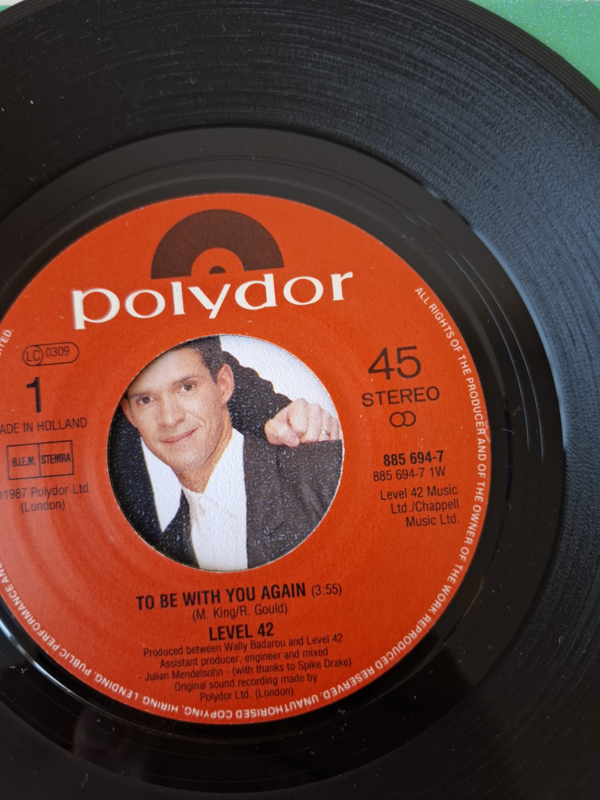 polydor
LC 0309
1
ADE IN HOLLAND
B.I.E.M. STEMRA
1987 Polydor Ltd.
(London)
45
STEREO
885 694-7
885 694-7 1W
Level 42 Music
Ltd./Chappell
Music Ltd.
TO BE WITH YOU AGAIN (3:55)
(M. King/R. Gould)
LEVEL 42
Produced between Wally Badarou and Level 42
Assistant producer, engineer and mixed
- Julian Mendelsohn - (with thanks to Spike Drake)
Original sound recording made by
Polydor Ltd. (London)
ALL RIGHTS OF THE PRODUCER AND OF THE OWNER OF THE WORK REPRODUCED RESERVED. UNAUTHORISED COPYING, HIRING, LENDING, PUBLIC PERFORMANCE AND
ITED.